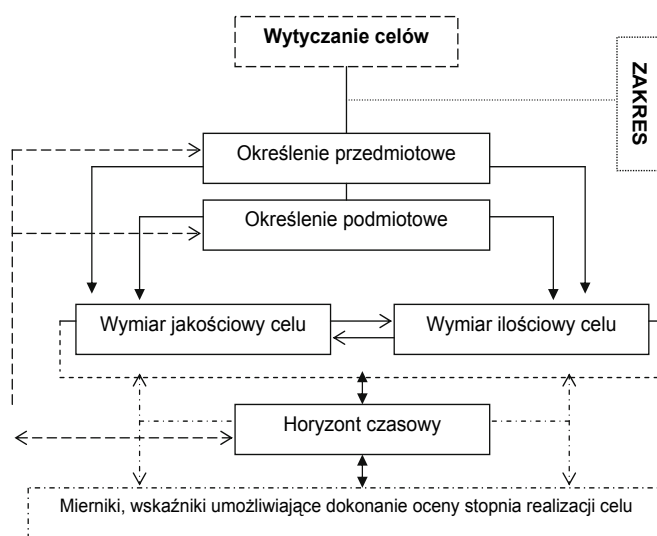 Wytyczanie celów
ZAKRES
Określenie przedmiotowe
Określenie podmiotowe
Wymiar jakościowy celu
Wymiar ilościowy celu
Horyzont czasowy
Mierniki, wskaźniki umożliwiające dokonanie oceny stopnia realizacji celu